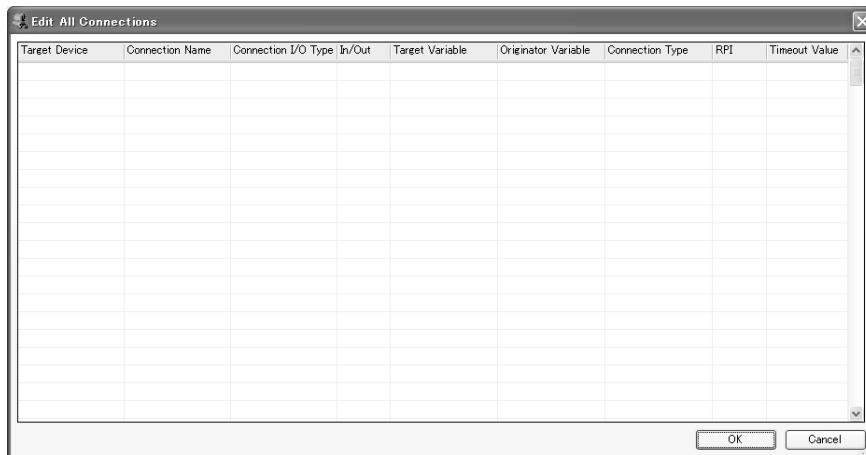 Edit All Connections
Target Device Connection Name Connection I/O Type In/Out Target Variable Originator Variable Connection Type RPI Timeout Value
OK Cancel